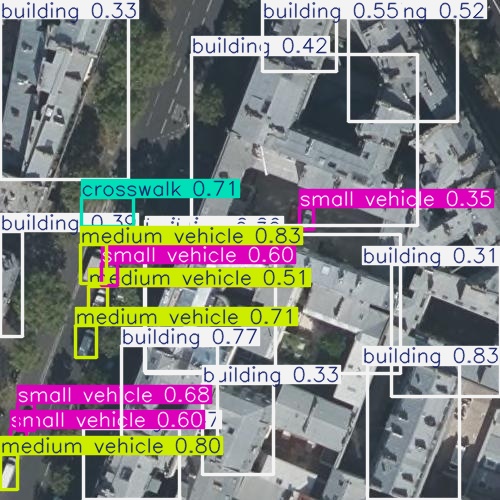 building 0.33
building 0.55
ng 0.52
building 0.42
crosswalk 0.71
small vehicle 0.35
building 0.39
medium vehicle 0.83
small vehicle 0.60
medium vehicle 0.51
building 0.31
medium vehicle 0.71
building 0.77
building 0.83
building 0.33
small vehicle 0.68
small vehicle 0.60
7
medium vehicle 0.80